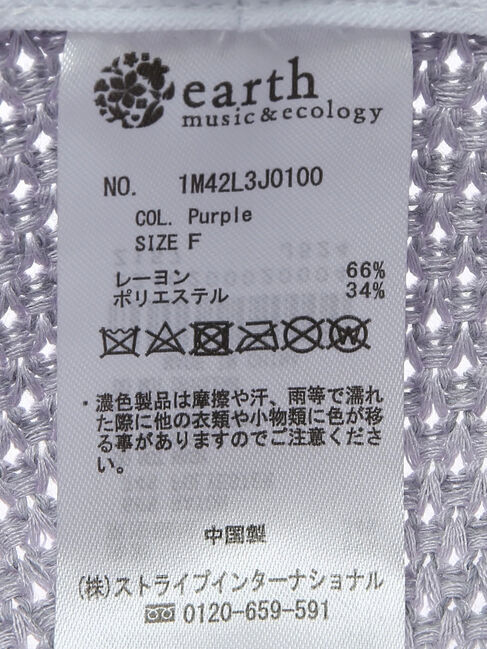 earth
music&ecology
NO. 1M42L3J0100
COL. Purple
SIZE F
レーヨン 66%
ポリエステル 34%
・濃色製品は摩擦や汗、雨等で濡れ
た際に他の衣類や小物類に色が移
る事がありますのでご注意くださ
い。
中国製
(株)ストライプインターナショナル
0120-659-591